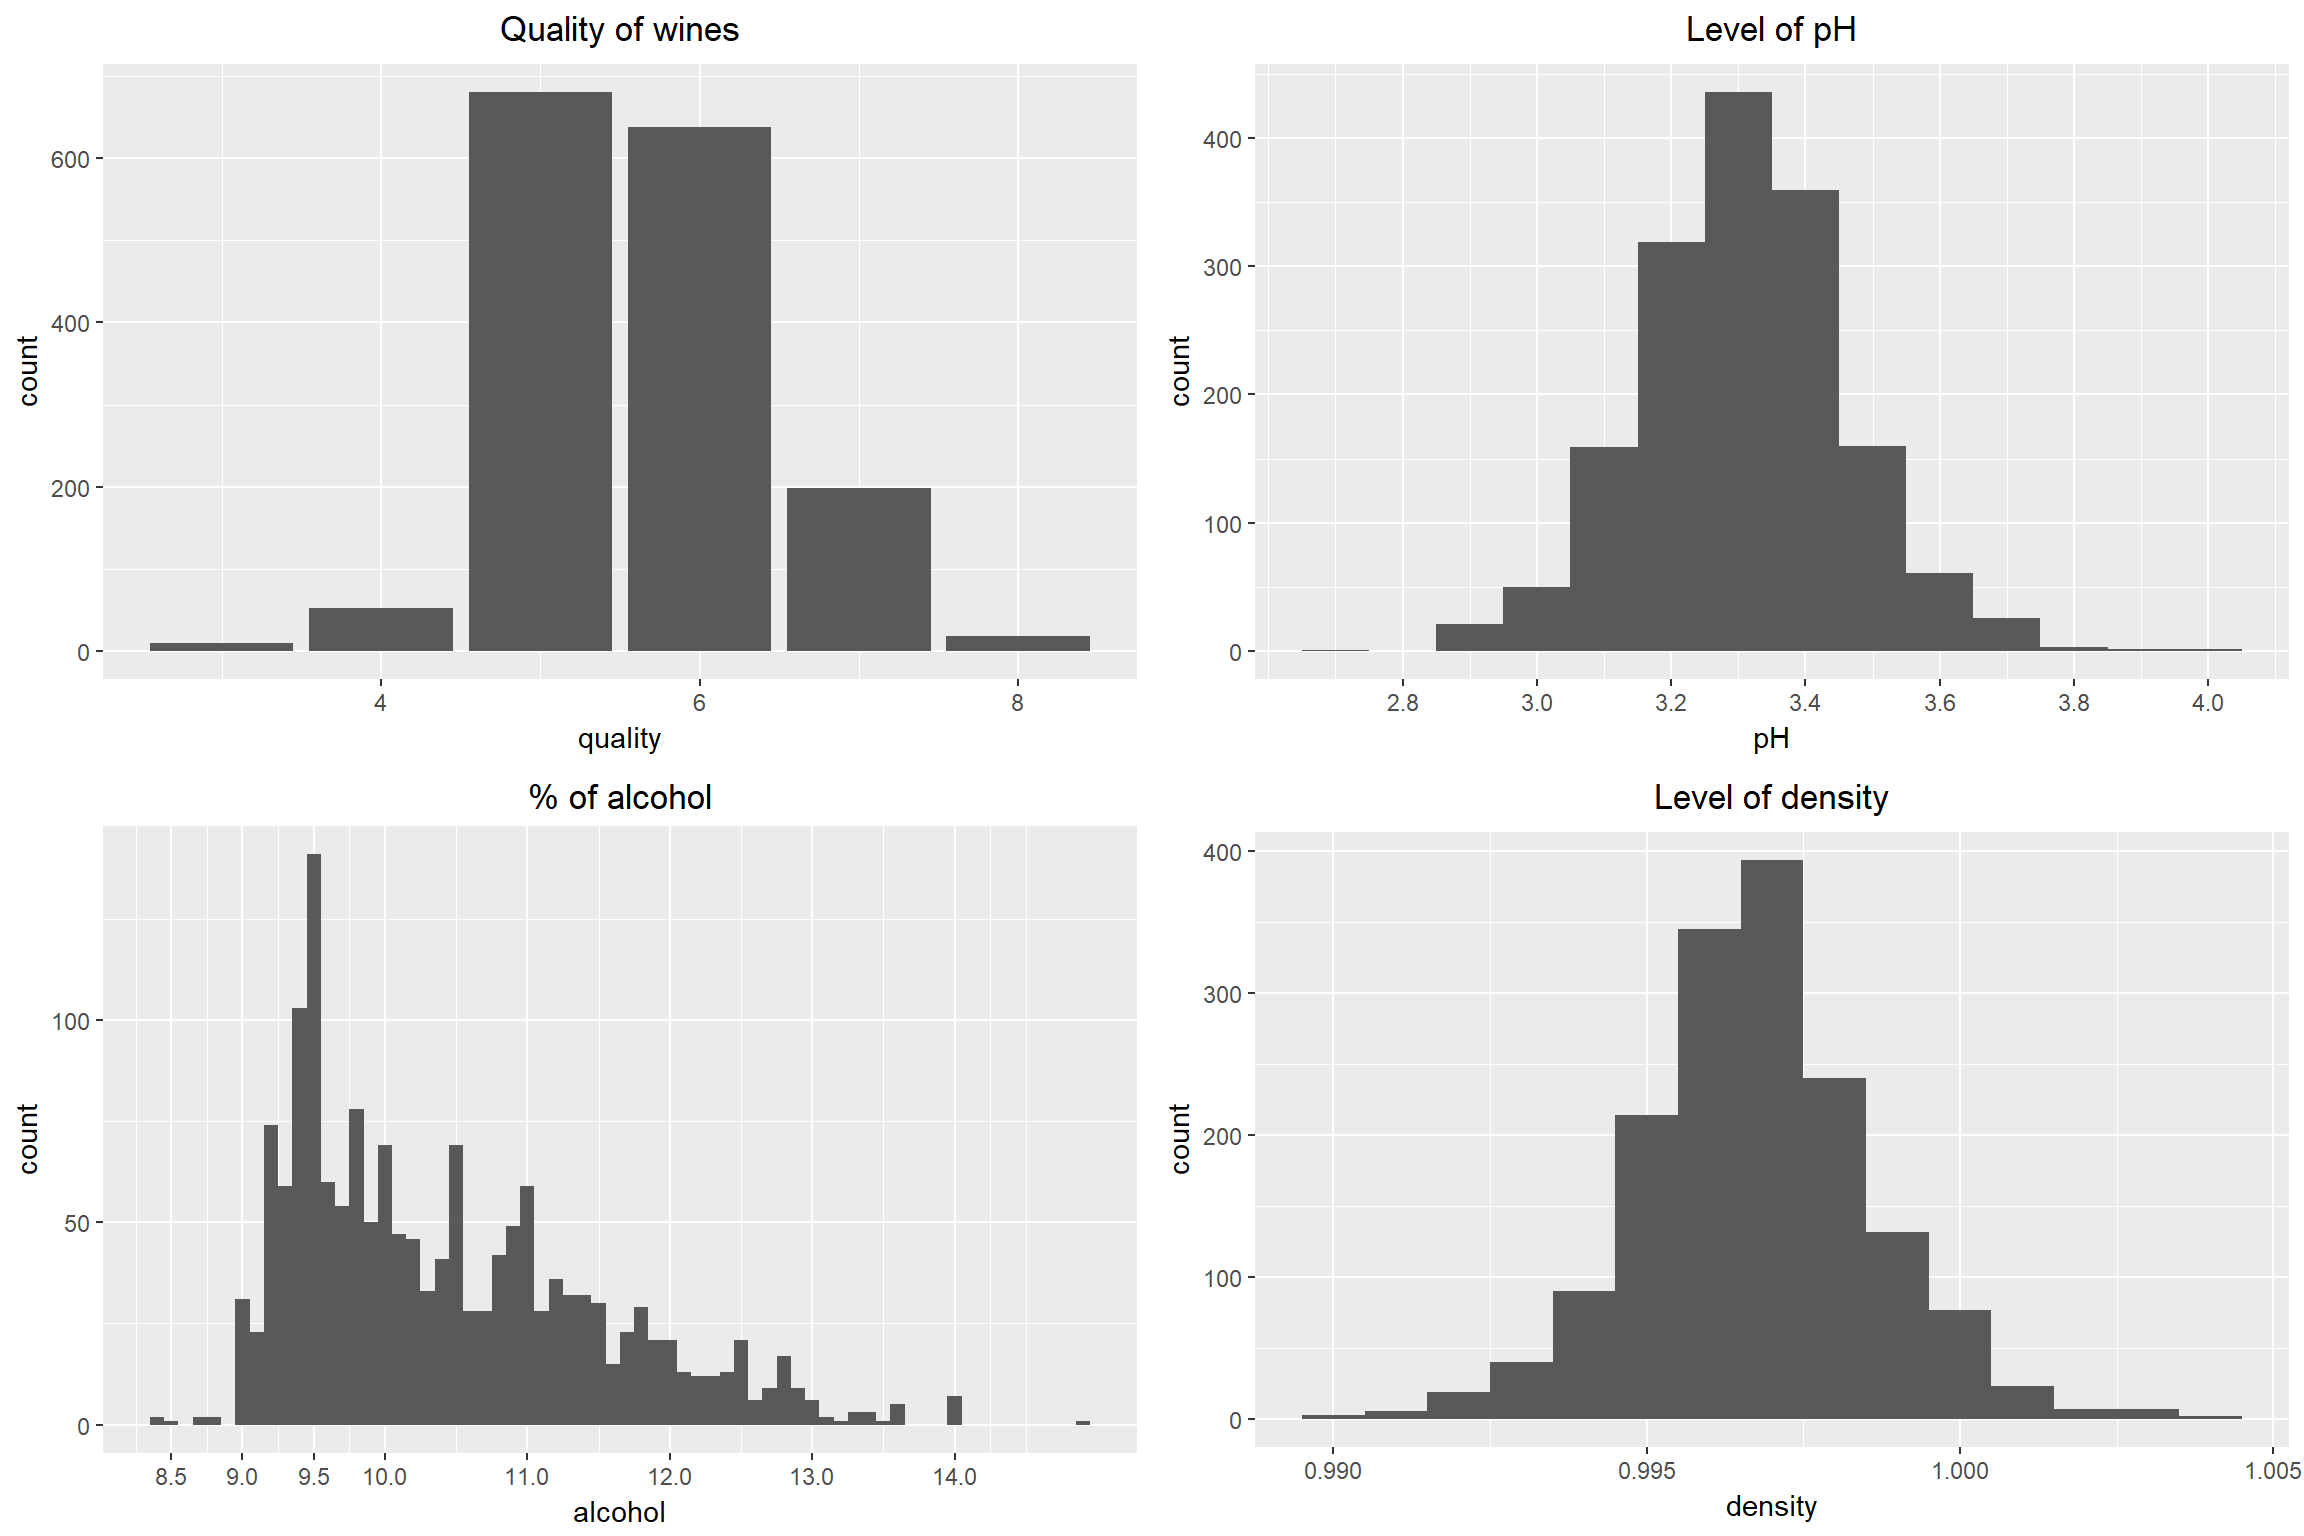 Quality of wines
600
400
200
0
count
4 6 8
quality
Level of pH
400
300
200
100
0
count
2.8 3.0 3.2 3.4 3.6 3.8 4.0
pH
% of alcohol
100
50
0
count
8.5 9.0 9.5 10.0 11.0 12.0 13.0 14.0
alcohol
Level of density
400
300
200
100
0
count
0.990 0.995 1.000 1.005
density